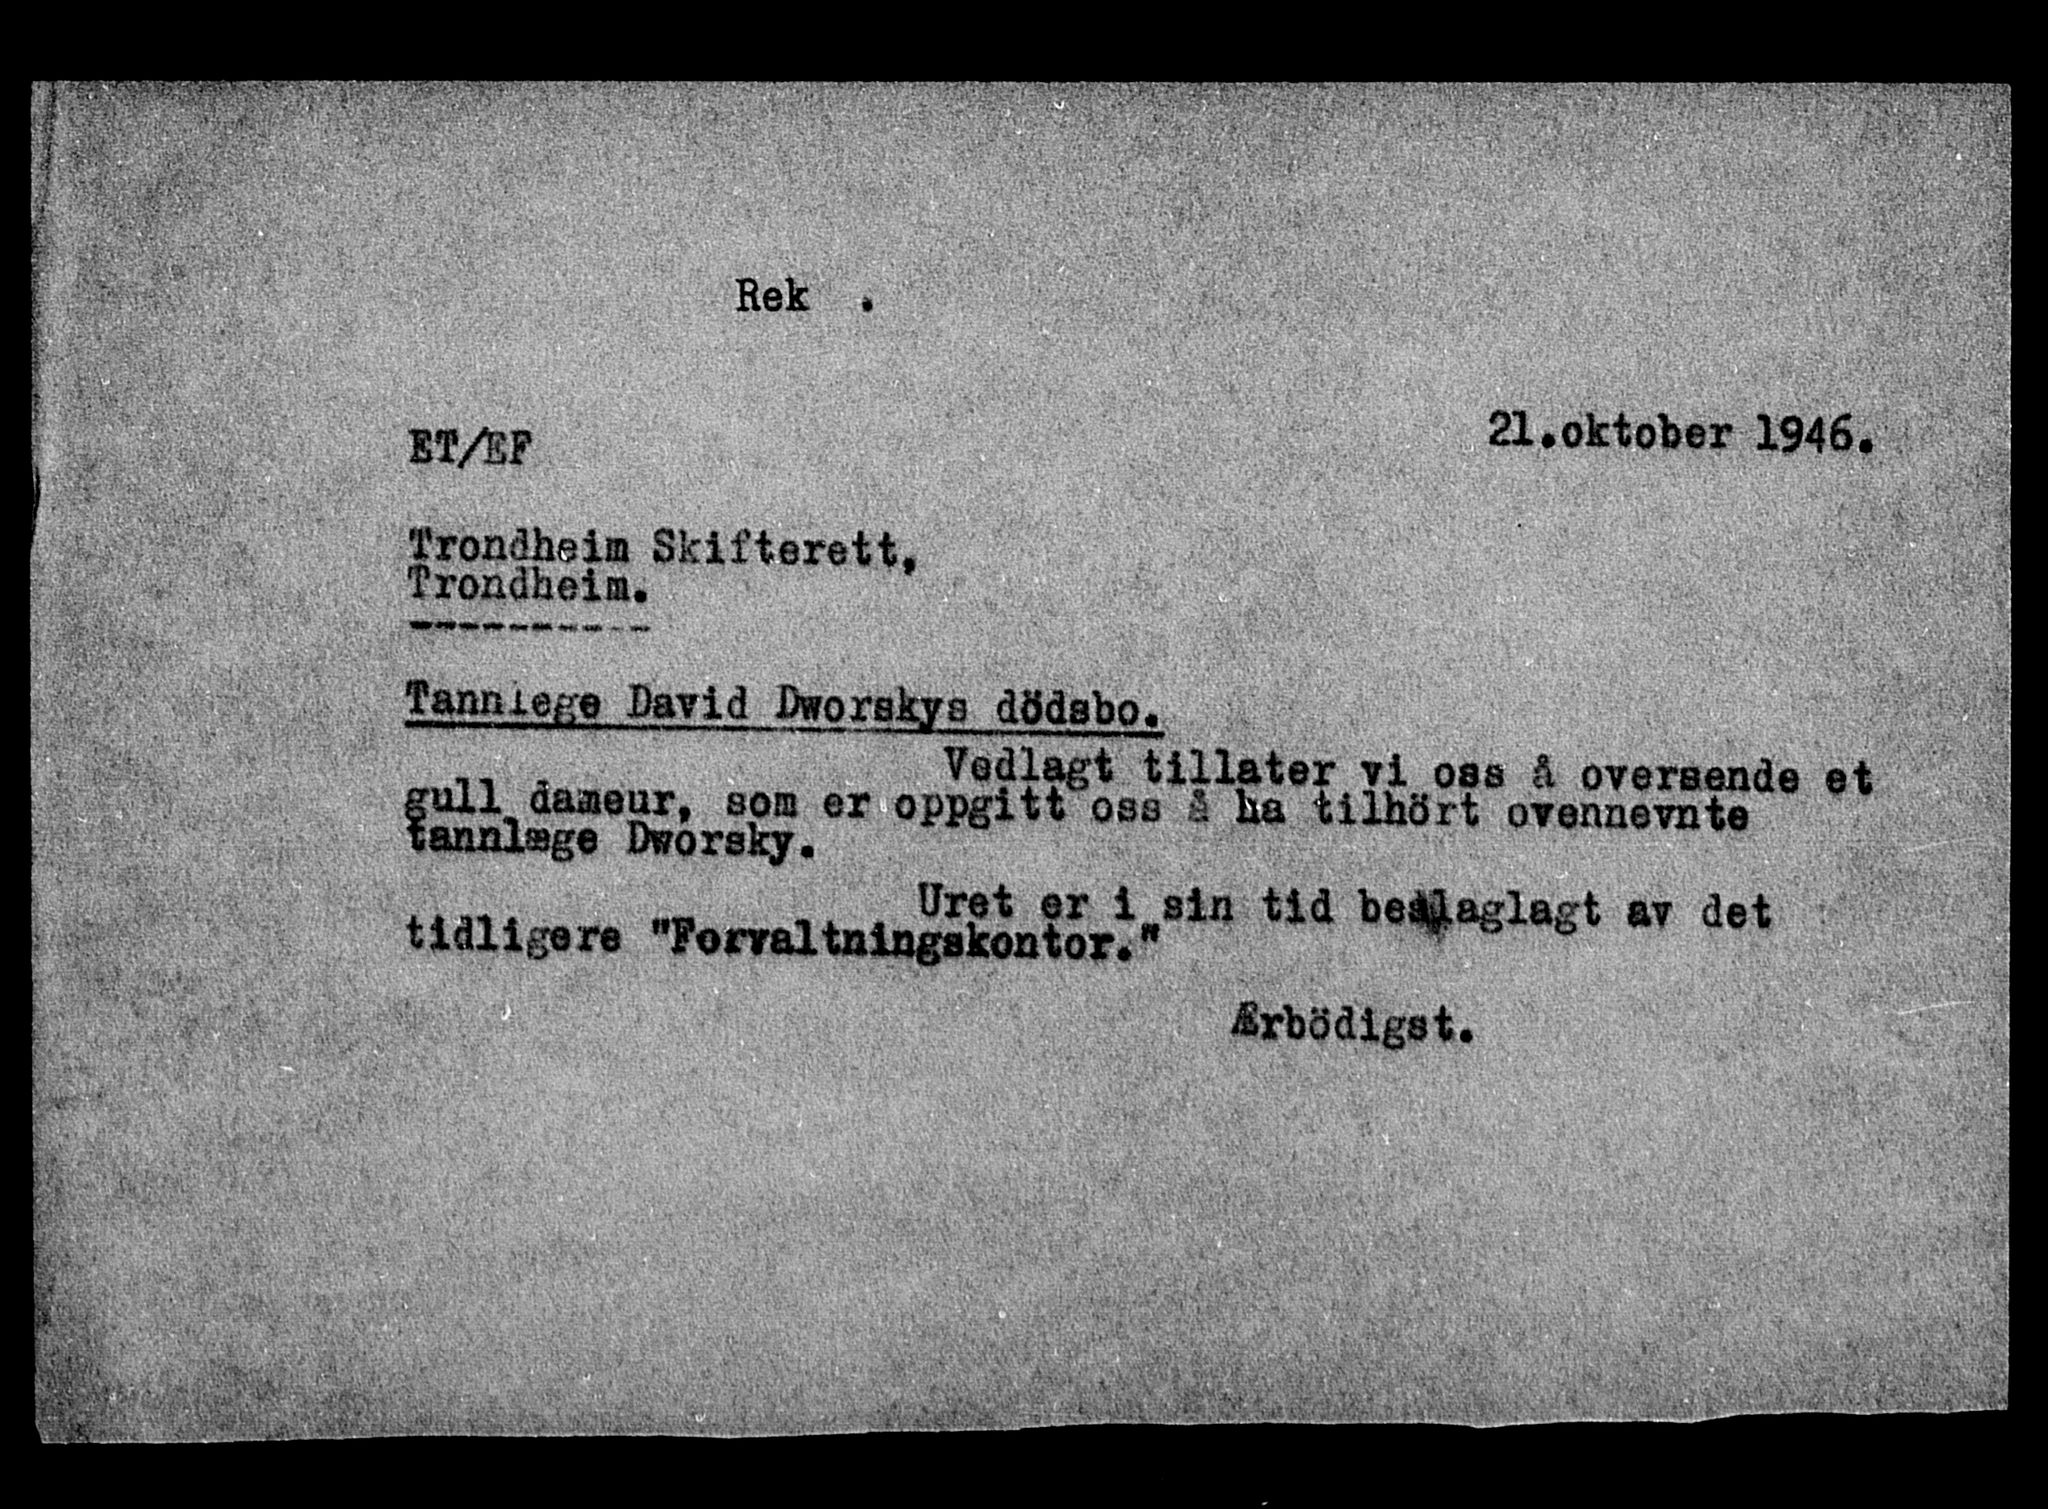 Rek .
21.oktober 1946.
ET/EF
Trondheim Skifterett,
Trondheim.
----------
Tannlege David Dworskys dödsbo.
Vedlagt tillater vi oss å oversende et
gull dameur, som er oppgitt oss å ha tilhört ovennevnte
tannlæge Dworsky.
Uret er i sin tid beslaglagt av det
tidligere "Forvaltningskontor."
Ærbödigst.